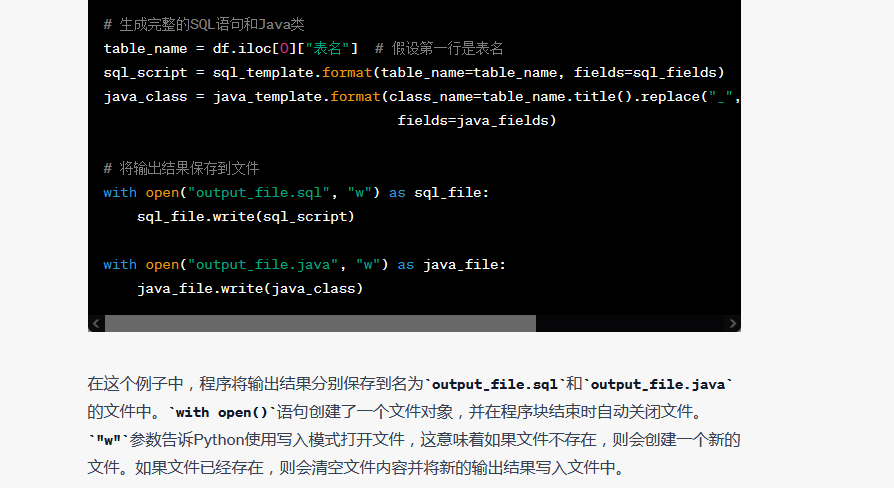 # 生成完整的SQL语句和Java类
table_name = df.iloc[0]["表名"]  # 假设第一行是表名
sql_script = sql_template.format(table_name=table_name, fields=sql_fields)
java_class = java_template.format(class_name=table_name.title().replace("_",
                                  fields=java_fields)
# 将输出结果保存到文件
with open("output_file.sql", "w") as sql_file:
    sql_file.write(sql_script)
with open("output_file.java", "w") as java_file:
    java_file.write(java_class)
在这个例子中，程序将输出结果分别保存到名为`output_file.sql`和`output_file.java`
的文件中。`with open()`语句创建了一个文件对象，并在程序块结束时自动关闭文件。
`"w"`参数告诉Python使用写入模式打开文件，这意味着如果文件不存在，则会创建一个新的
文件。如果文件已经存在，则会清空文件内容并将新的输出结果写入文件中。